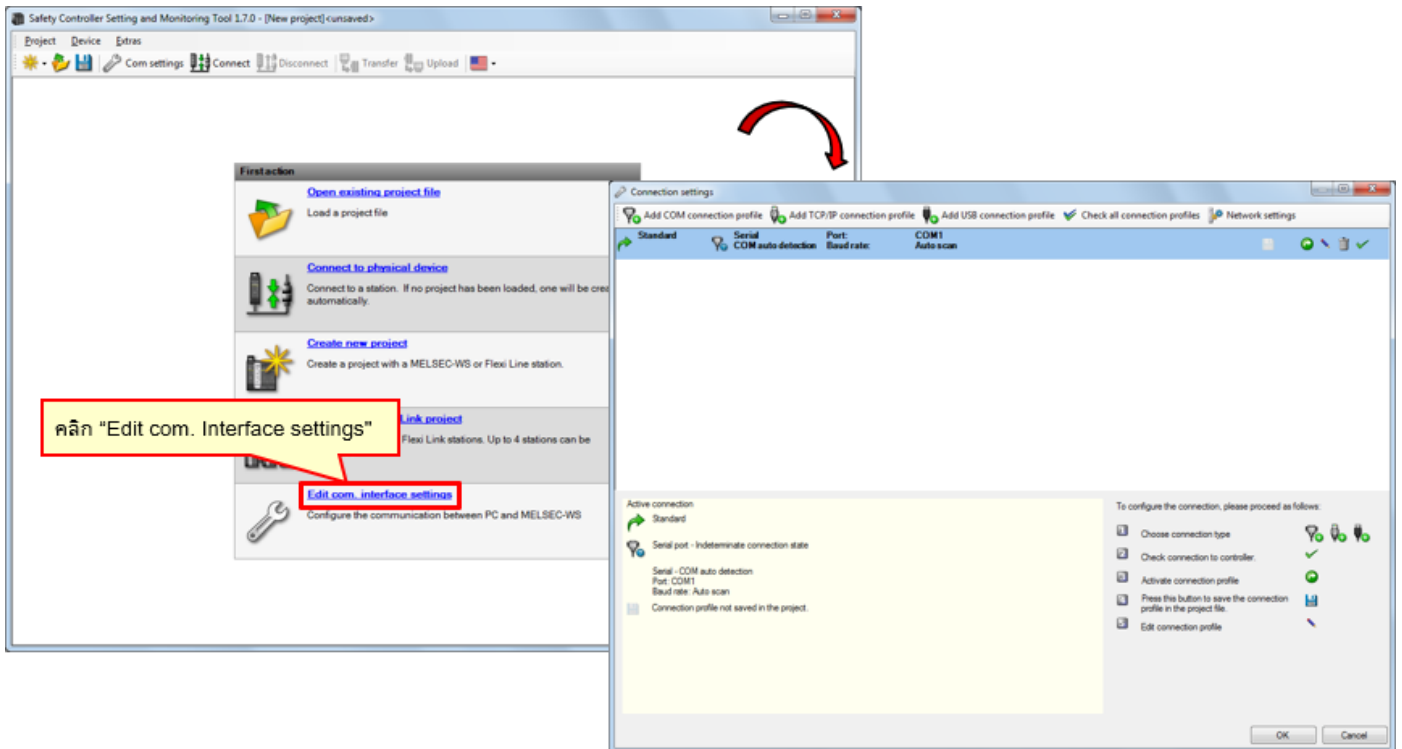 Safety Controller Setting and Monitoring Tool 1.7.0 - [New project] <unsaved>
Project Device Extras
Com settings Connect Disconnect Transfer Upload
First action
Open existing project file
Load a project file
Connect to physical device
Connect to a station. If no project has been loaded, one will be crea
automatically.
Create new project
Create a project with a MELSEC-WS or Flexi Line station.
Link project
Flexi Link stations. Up to 4 stations can be
คลิก “Edit com. Interface settings”
Edit com. interface settings
Configure the communication between PC and MELSEC-WS
Connection settings
Add COM connection profile Add TCP/IP connection profile Add USB connection profile Check all connection profiles Network settings
Standard Serial Port: COM1
COM auto detection Baud rate: Auto scan
Active connection
Standard
Serial port - Indeterminate connection state
Serial - COM auto detection
Port: COM1
Baud rate: Auto scan
Connection profile not saved in the project.
To configure the connection, please proceed as follows:
1 Choose connection type
2 Check connection to controller.
Activate connection profile
Press this button to save the connection
profile in the project file.
Edit connection profile
OK Cancel